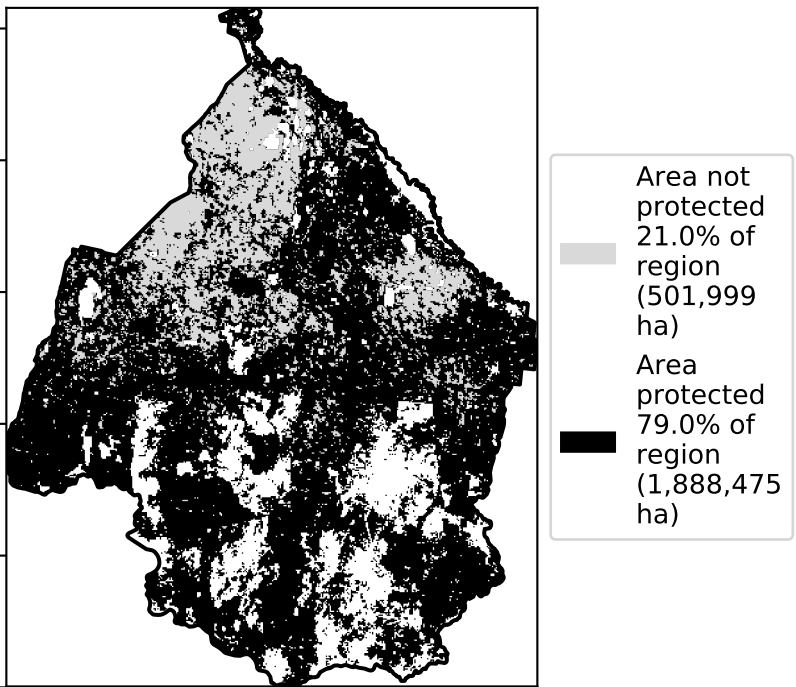 Area not
protected
21.0% of
region
(501,999
ha)
Area
protected
79.0% of
region
(1,888,475
ha)